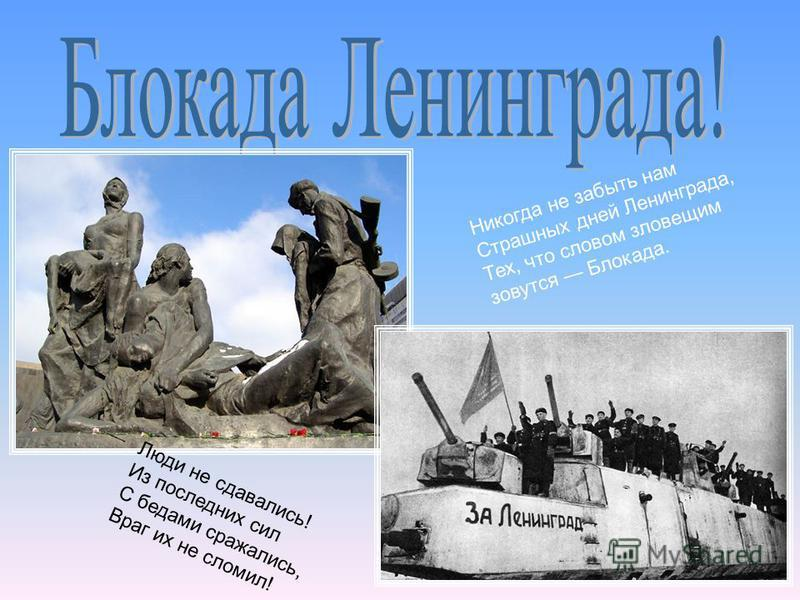 Блокада Ленинграда!
Никогда не забыть нам
Страшных дней Ленинграда,
Тех, что словом зловещим
зовутся — Блокада.
Люди не сдавались!
Из последних сил
С бедами сражались,
Враг их не сломил!
За Ленинград
MyShared